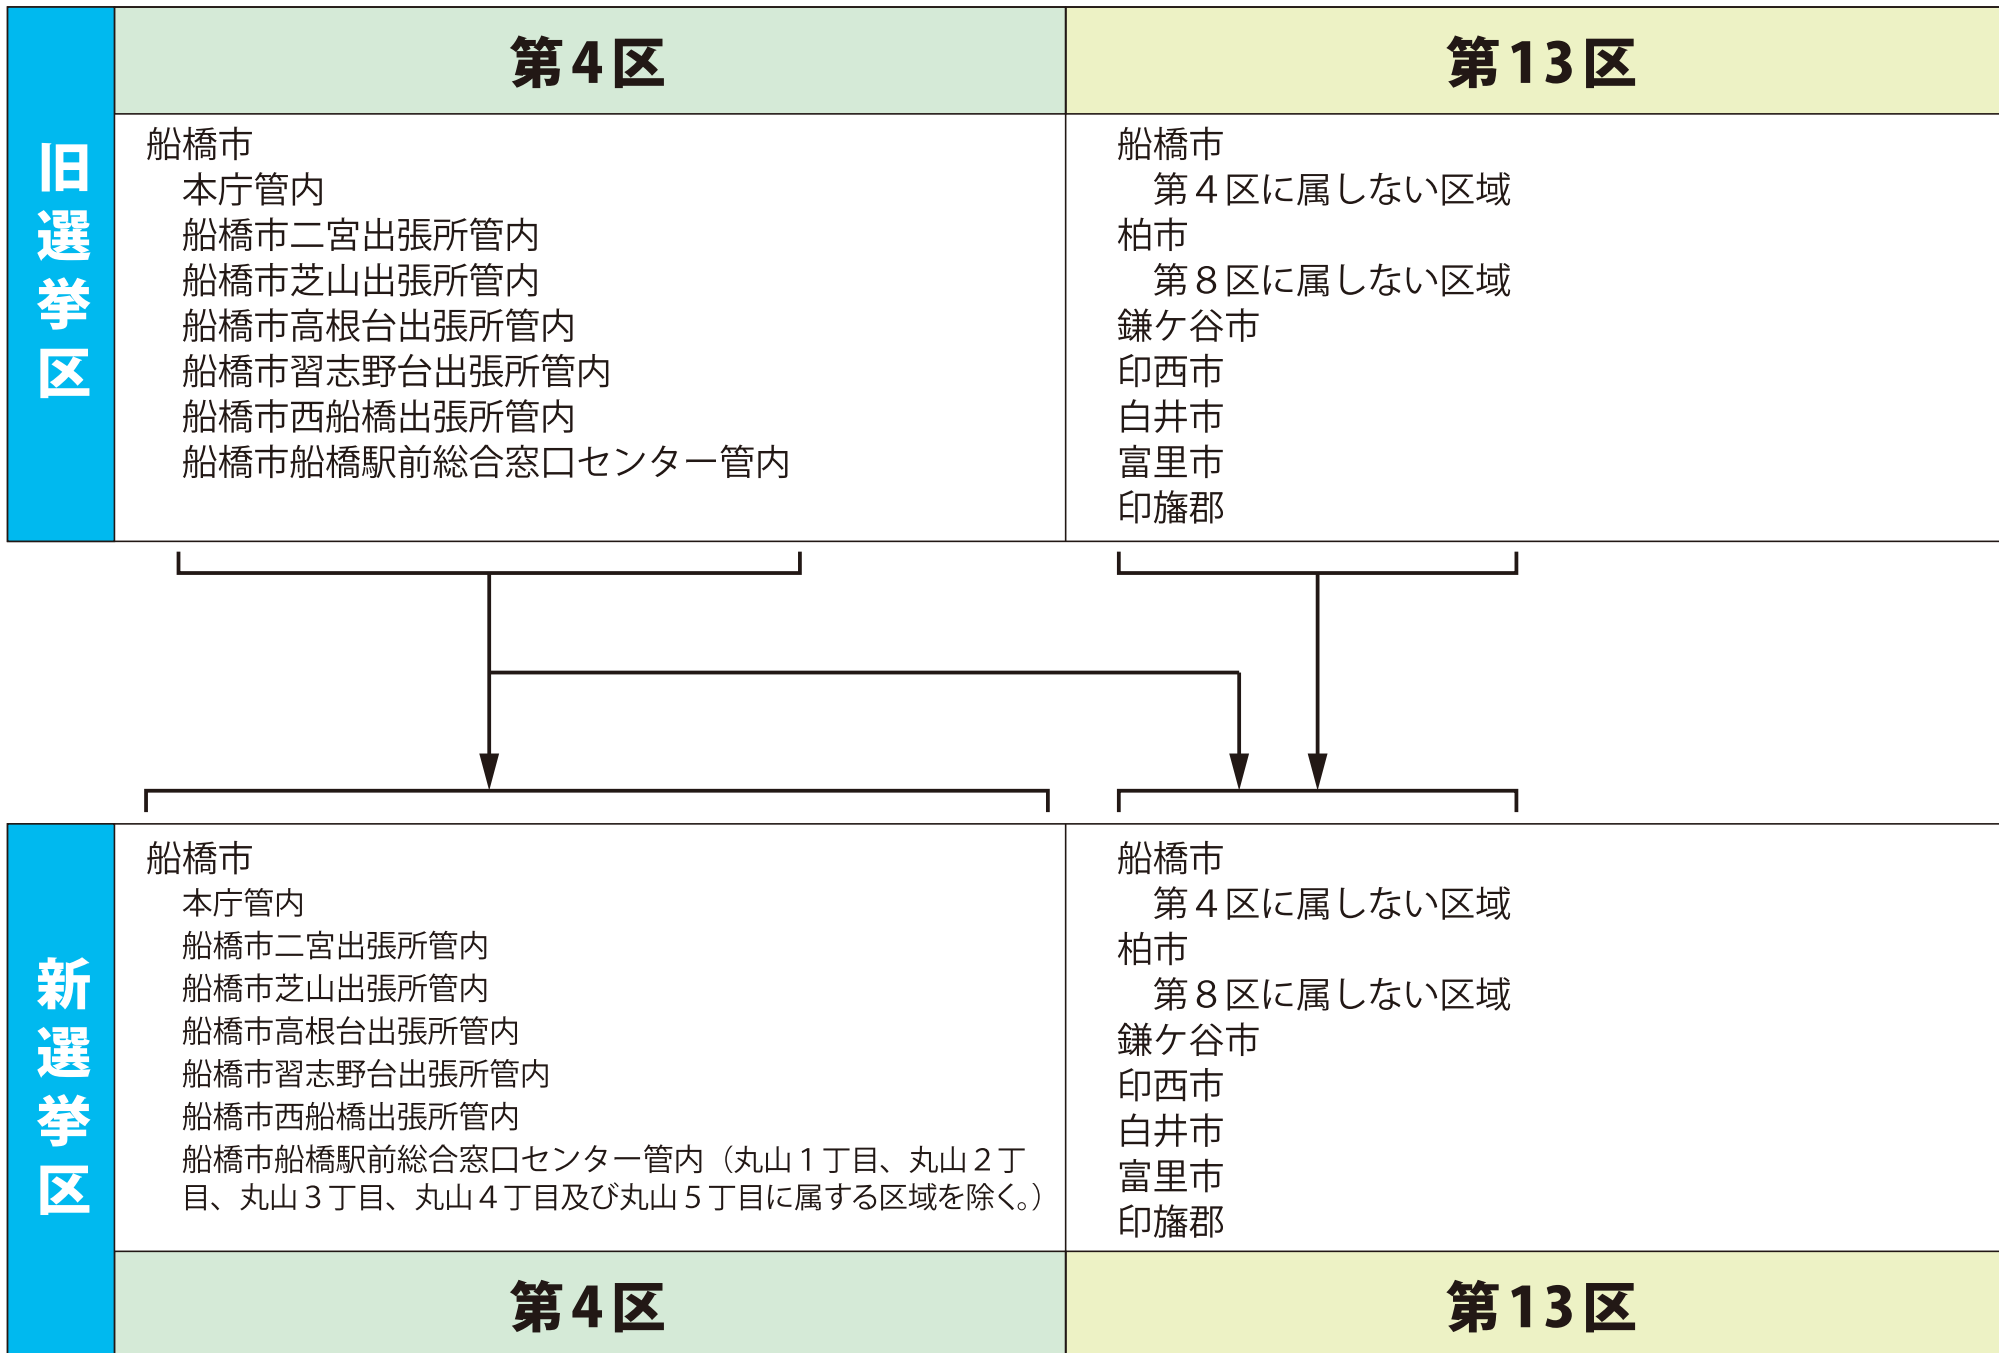 旧選挙区
第4区
船橋市
本庁管内
船橋市二宮出張所管内
船橋市芝山出張所管内
船橋市高根台出張所管内
船橋市習志野台出張所管内
船橋市西船橋出張所管内
船橋市船橋駅前総合窓口センター管内
第13区
船橋市
第４区に属しない区域
柏市
第８区に属しない区域
鎌ケ谷市
印西市
白井市
富里市
印旛郡
新選挙区
船橋市
本庁管内
船橋市二宮出張所管内
船橋市芝山出張所管内
船橋市高根台出張所管内
船橋市習志野台出張所管内
船橋市西船橋出張所管内
船橋市船橋駅前総合窓口センター管内（丸山１丁目、丸山２丁
目、丸山３丁目、丸山４丁目及び丸山５丁目に属する区域を除く。）
第4区
船橋市
第４区に属しない区域
柏市
第８区に属しない区域
鎌ケ谷市
印西市
白井市
富里市
印旛郡
第13区